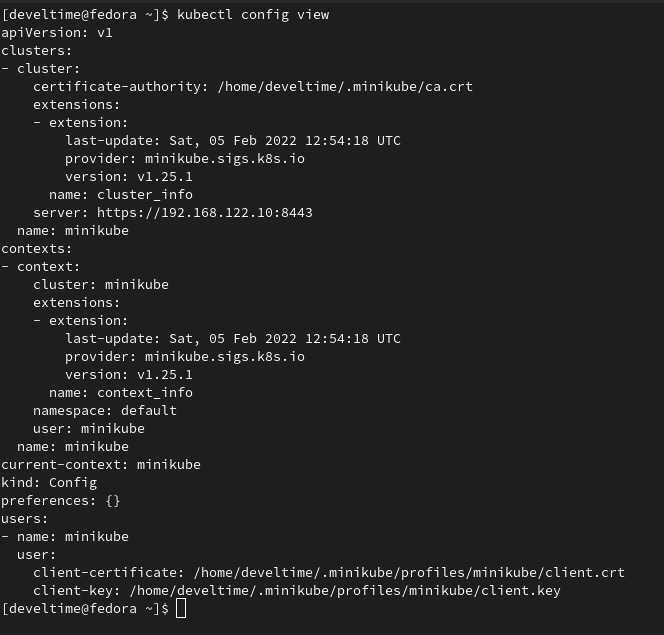 [develtime@fedora ~]$ kubectl config view
apiVersion: v1
clusters:
- cluster:
    certificate-authority: /home/develtime/.minikube/ca.crt
    extensions:
    - extension:
        last-update: Sat, 05 Feb 2022 12:54:18 UTC
        provider: minikube.sigs.k8s.io
        version: v1.25.1
      name: cluster_info
    server: https://192.168.122.10:8443
  name: minikube
contexts:
- context:
    cluster: minikube
    extensions:
    - extension:
        last-update: Sat, 05 Feb 2022 12:54:18 UTC
        provider: minikube.sigs.k8s.io
        version: v1.25.1
      name: context_info
    namespace: default
    user: minikube
  name: minikube
current-context: minikube
kind: Config
preferences: {}
users:
- name: minikube
  user:
    client-certificate: /home/develtime/.minikube/profiles/minikube/client.crt
    client-key: /home/develtime/.minikube/profiles/minikube/client.key
[develtime@fedora ~]$